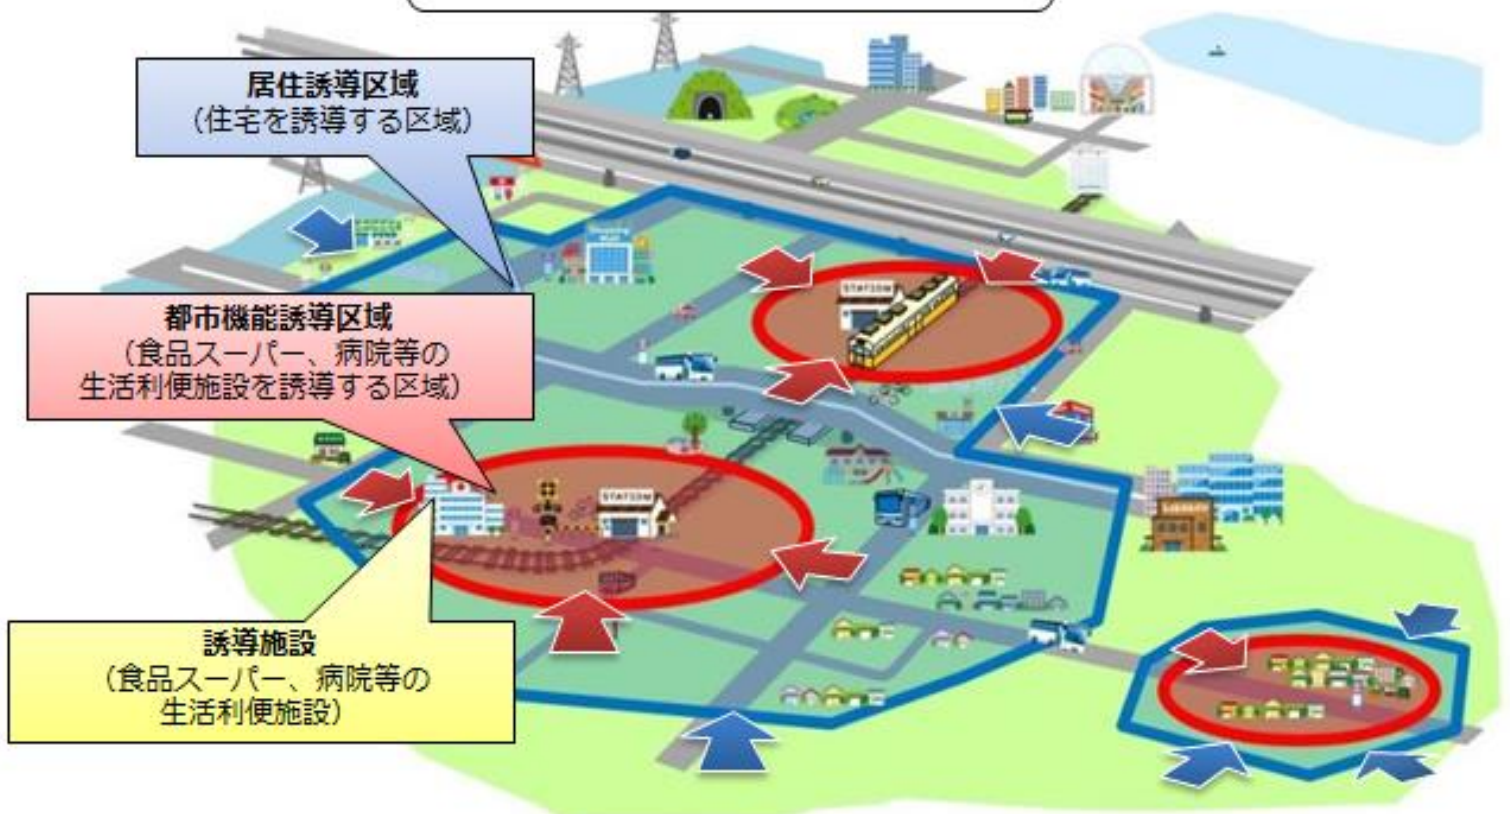 居住誘導区域
(住宅を誘導する区域)
都市機能誘導区域
(食品スーパー、病院等の
生活利便施設を誘導する区域)
誘導施設
(食品スーパー、病院等の
生活利便施設)
STATION
STATION